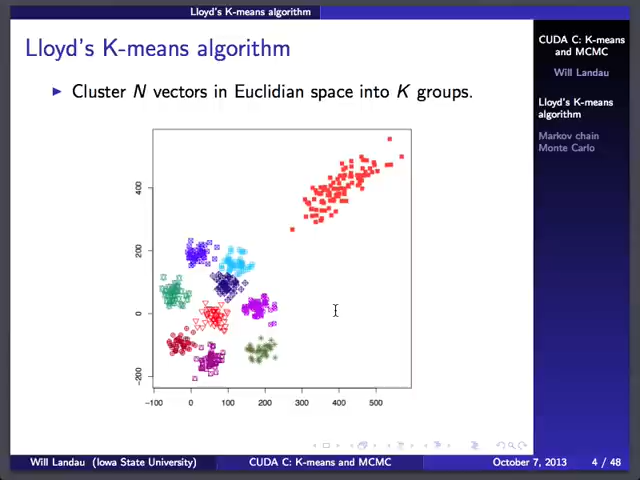 Lloyd's K-means algorithm
Lloyd's K-means algorithm
Cluster N vectors in Euclidian space into K groups.
400
200
0
−200
−100 0 100 200 300 400 500
CUDA C: K-means
and MCMC
Will Landau
Lloyd's K-means
algorithm
Markov chain
Monte Carlo
Will Landau (Iowa State University) CUDA C: K-means and MCMC October 7, 2013 4 / 48